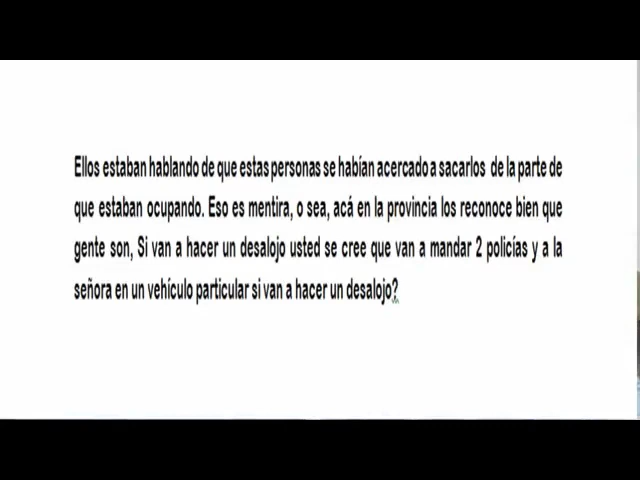 Ellos estaban hablando de que estas personas se habían acercado a sacarlos de la parte de
que estaban ocupando. Eso es mentira, o sea, acá en la provincia los reconoce bien que
gente son, Si van a hacer un desalojo usted se cree que van a mandar 2 policías y a la
señora en un vehículo particular si van a hacer un desalojo?